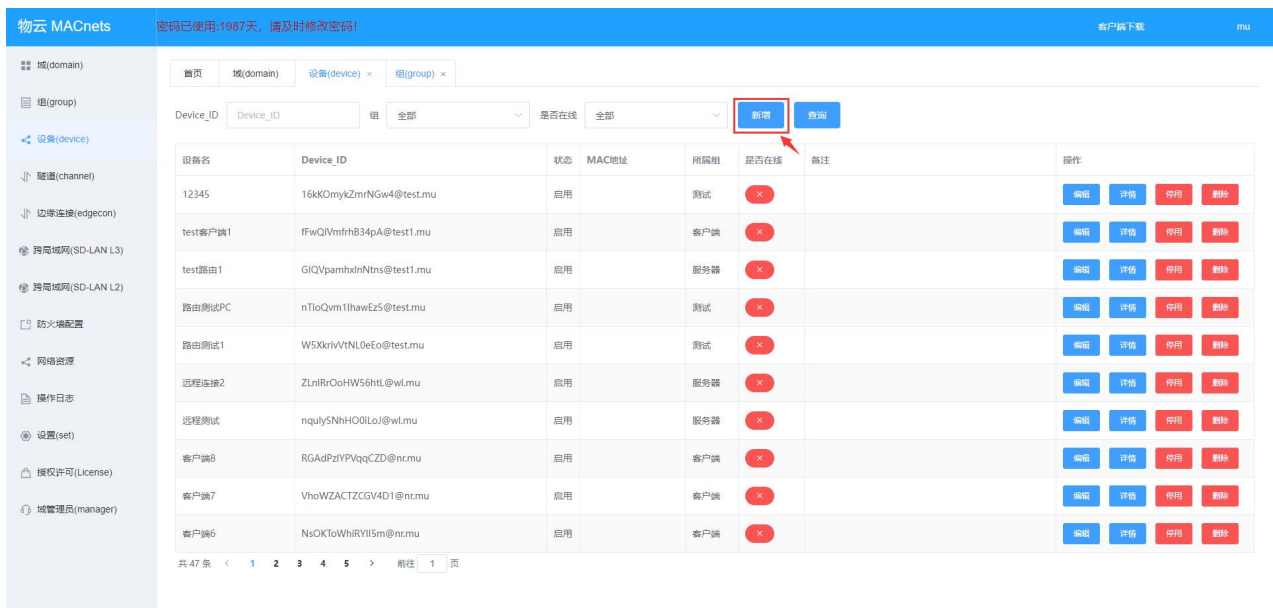 物云 MACnets 密码已使用:1987天，请及时修改密码! 客户端下载 mu
域(domain)
组(group)
设备(device)
隧道(channel)
边缘连接(edgecon)
跨局域网(SD-LAN L3)
跨局域网(SD-LAN L2)
防火墙配置
网络资源
操作日志
设置(set)
授权许可(License)
域管理员(manager)
首页 域(domain) 设备(device) × 组(group) ×
Device_ID Device_ID 组 全部 是否在线 全部 新增 查询
设备名 Device_ID 状态 MAC地址 所属组 是否在线 备注 操作
12345 16kKOmykZmrNGw4@test.mu 启用 测试 编辑 详情 停用 删除
test客户端1 fFwQIVmfrhB34pA@test1.mu 启用 客户端 编辑 详情 停用 删除
test路由1 GIQVpamhxlnNtns@test1.mu 启用 服务器 编辑 详情 停用 删除
路由测试PC nTioQvm1IhawEz5@test.mu 启用 测试 编辑 详情 停用 删除
路由测试1 W5XkrivVtNL0eEo@test.mu 启用 测试 编辑 详情 停用 删除
远程连接2 ZLnlRrOoHW56htL@wl.mu 启用 服务器 编辑 详情 停用 删除
远程测试 nqulySNhHO0iLoJ@wl.mu 启用 服务器 编辑 详情 停用 删除
客户端8 RGAdPzlYPVqqCZD@nr.mu 启用 客户端 编辑 详情 停用 删除
客户端7 VhoWZACTZCGV4D1@nr.mu 启用 客户端 编辑 详情 停用 删除
客户端6 NsOKToWhiRYIl5m@nr.mu 启用 客户端 编辑 详情 停用 删除
共 47 条 < 1 2 3 4 5 > 前往 1 页